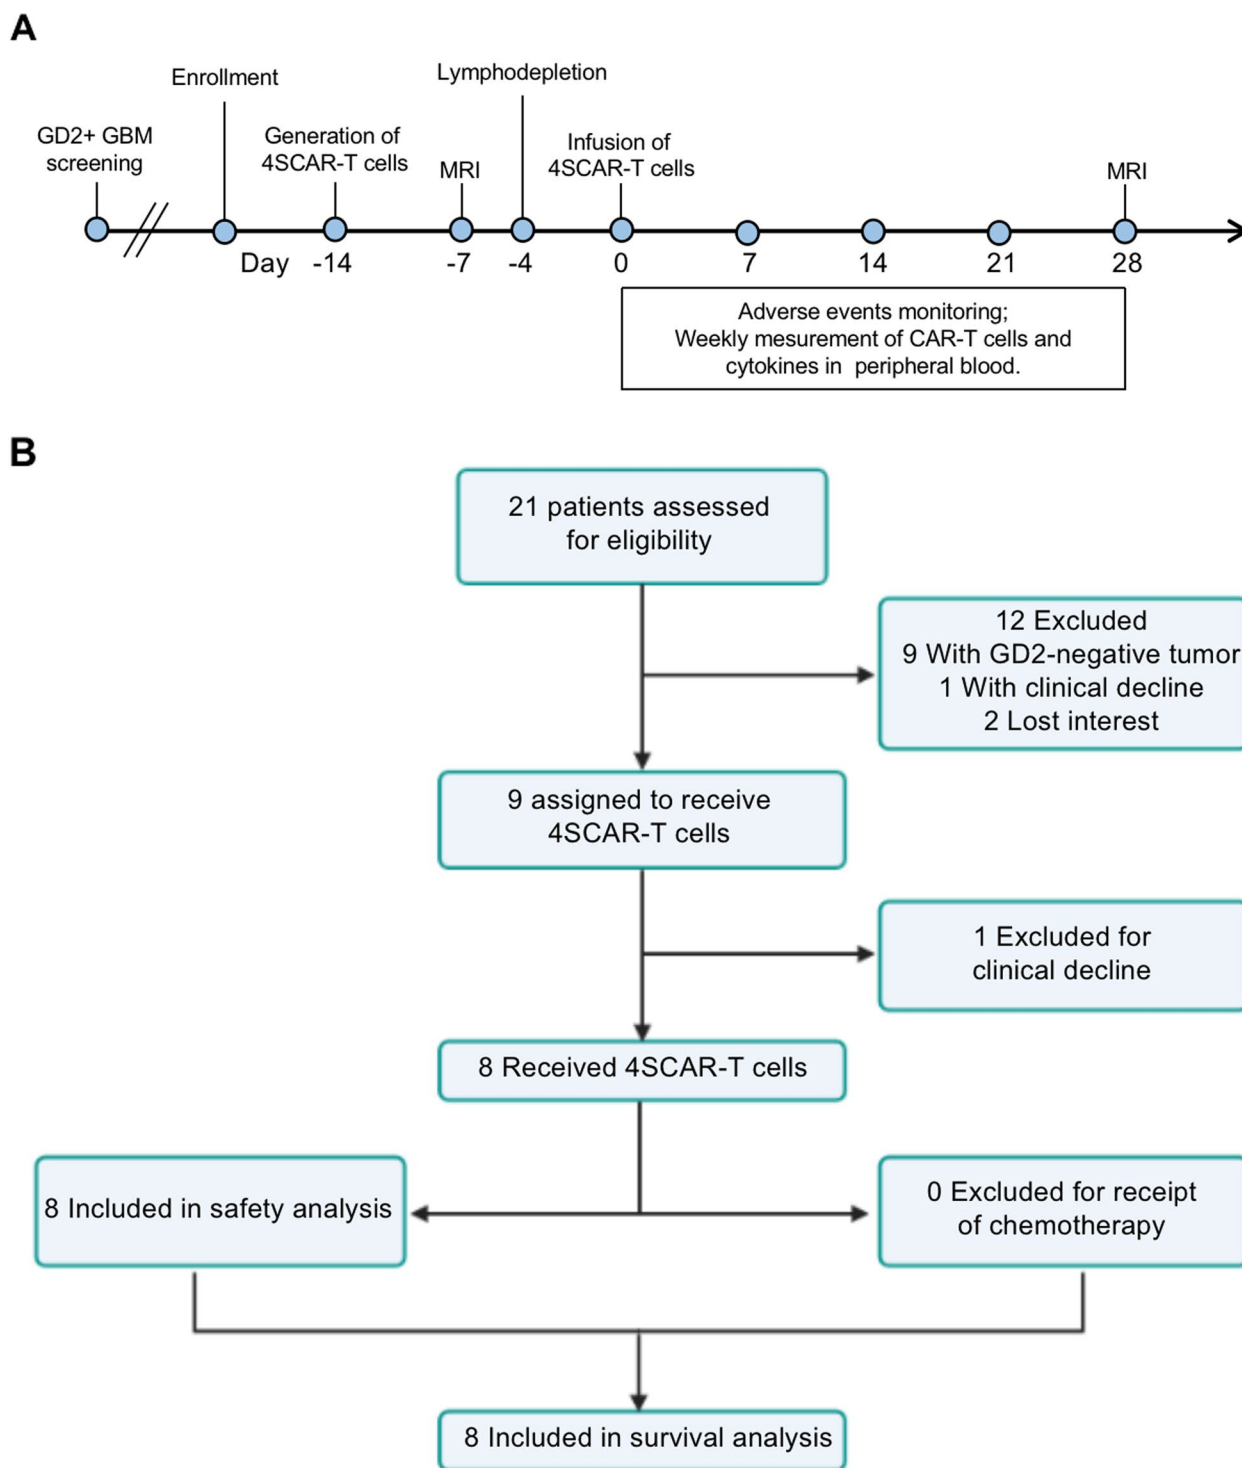 A
Enrollment
Lymphodepletion
GD2+ GBM
screening
Generation of
4SCAR-T cells
MRI
Infusion of
4SCAR-T cells
MRI
Day -14 -7 -4 0 7 14 21 28
Adverse events monitoring;
Weekly mesurement of CAR-T cells and
cytokines in peripheral blood.
B
21 patients assessed
for eligibility
12 Excluded
9 With GD2-negative tumor
1 With clinical decline
2 Lost interest
9 assigned to receive
4SCAR-T cells
1 Excluded for
clinical decline
8 Received 4SCAR-T cells
8 Included in safety analysis
0 Excluded for receipt
of chemotherapy
8 Included in survival analysis